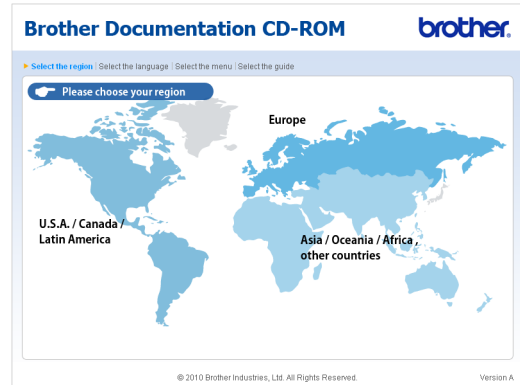 Brother Documentation CD-ROM
brother.
Select the region | Select the language | Select the menu | Select the guide
Please choose your region
Europe
U.S.A. / Canada /
Latin America
Asia / Oceania / Africa ,
other countries
© 2010 Brother Industries, Ltd. All Rights Reserved.
Version A